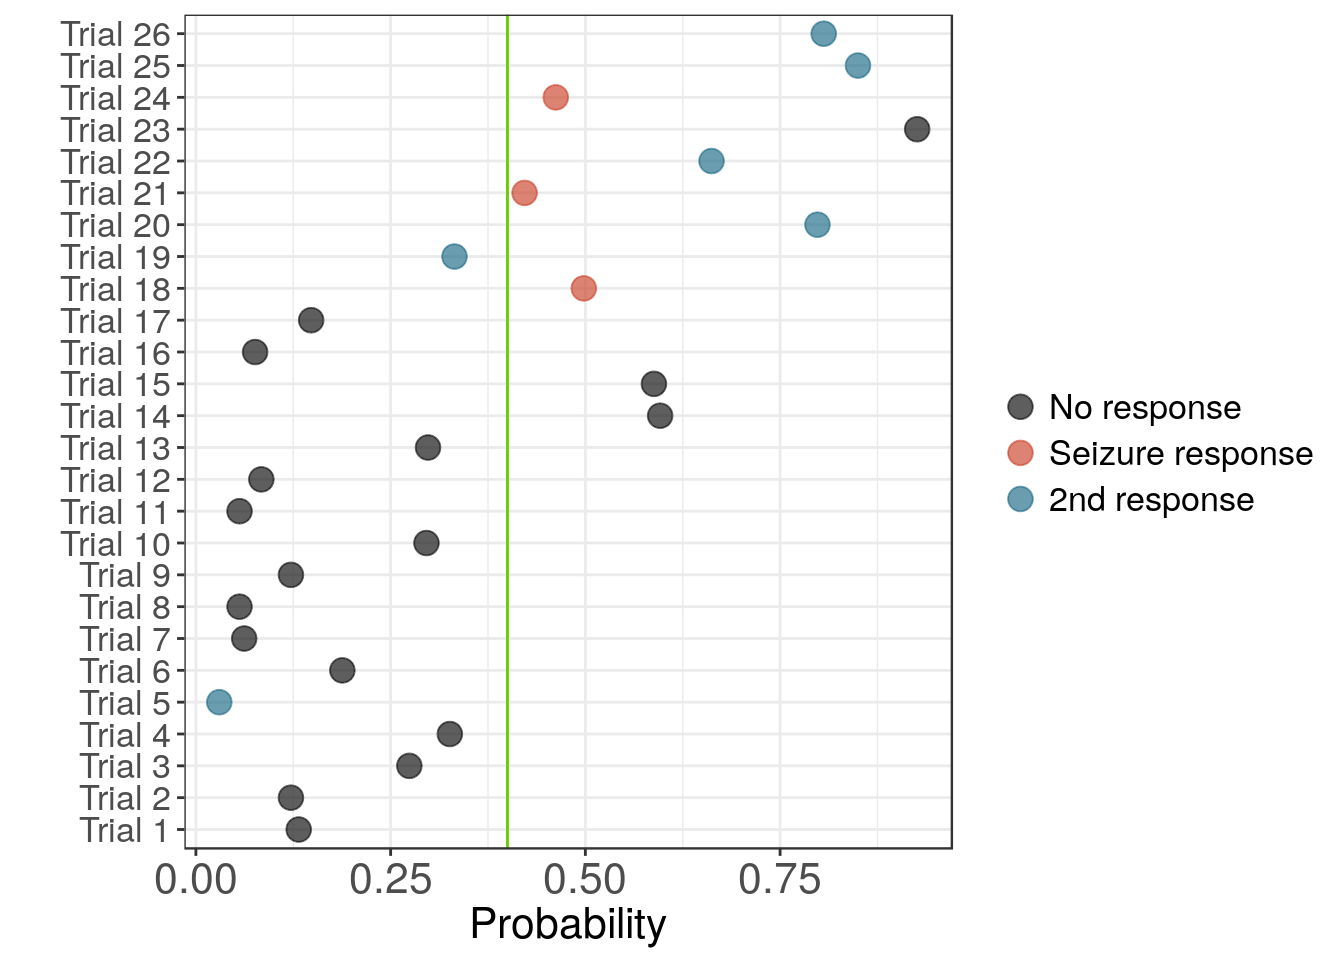 Trial 26
Trial 25
Trial 24
Trial 23
Trial 22
Trial 21
Trial 20
Trial 19
Trial 18
Trial 17
Trial 16
Trial 15
Trial 14
Trial 13
Trial 12
Trial 11
Trial 10
Trial 9
Trial 8
Trial 7
Trial 6
Trial 5
Trial 4
Trial 3
Trial 2
Trial 1
0.00 0.25 0.50 0.75
Probability
No response
Seizure response
2nd response